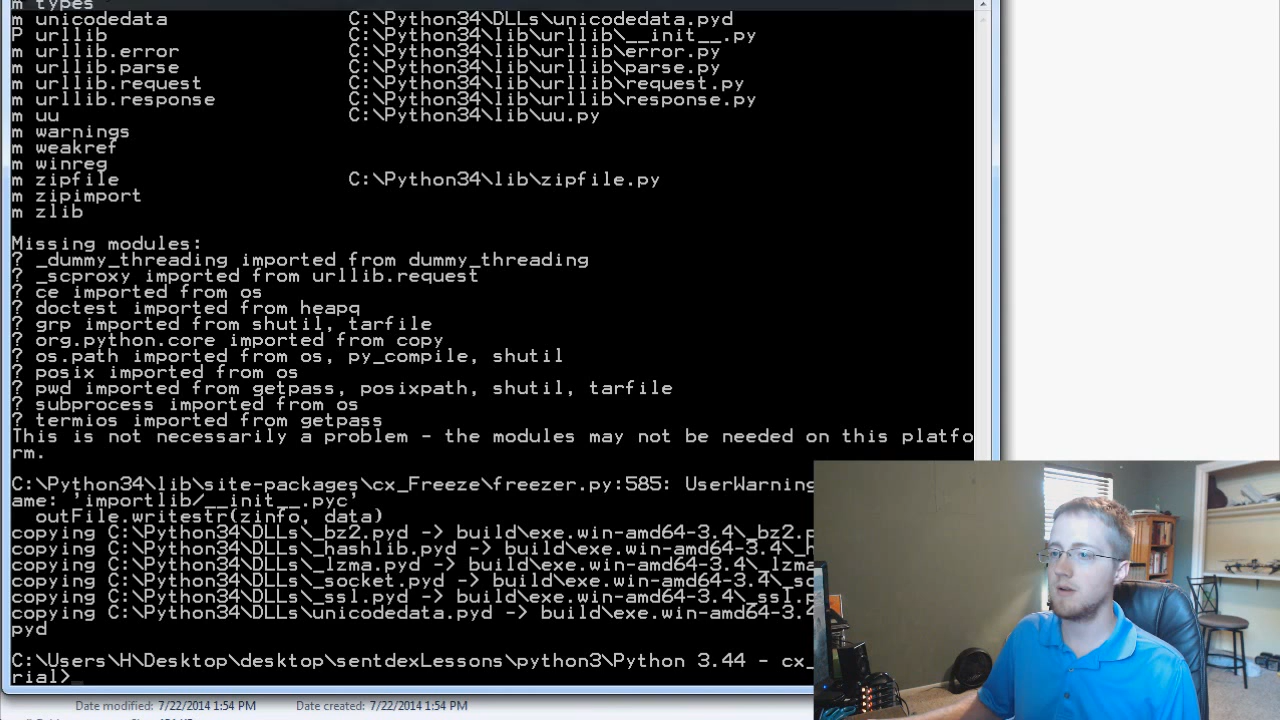 m types
m unicodedata C:\Python34\DLLs\unicodedata.pyd
P urllib C:\Python34\lib\urllib\__init__.py
m urllib.error C:\Python34\lib\urllib\error.py
m urllib.parse C:\Python34\lib\urllib\parse.py
m urllib.request C:\Python34\lib\urllib\request.py
m urllib.response C:\Python34\lib\urllib\response.py
m uu C:\Python34\lib\uu.py
m warnings
m weakref
m winreg
m zipfile C:\Python34\lib\zipfile.py
m zipimport
m zlib
Missing modules:
? _dummy_threading imported from dummy_threading
? _scproxy imported from urllib.request
? ce imported from os
? doctest imported from heapq
? grp imported from shutil, tarfile
? org.python.core imported from copy
? os.path imported from os, py_compile, shutil
? posix imported from os
? pwd imported from getpass, posixpath, shutil, tarfile
? subprocess imported from os
? termios imported from getpass
This is not necessarily a problem - the modules may not be needed on this platfo
rm.
C:\Python34\lib\site-packages\cx_Freeze\freezer.py:585: UserWarning
ame: 'importlib/__init__.pyc'
outFile.writestr(zinfo, data)
copying C:\Python34\DLLs\_bz2.pyd -> build\exe.win-amd64-3.4\_bz2.p
copying C:\Python34\DLLs\_hashlib.pyd -> build\exe.win-amd64-3.4\_h
copying C:\Python34\DLLs\_lzma.pyd -> build\exe.win-amd64-3.4\_lzma
copying C:\Python34\DLLs\_socket.pyd -> build\exe.win-amd64-3.4\_so
copying C:\Python34\DLLs\_ssl.pyd -> build\exe.win-amd64-3.4\_ssl.p
copying C:\Python34\DLLs\unicodedata.pyd -> build\exe.win-amd64-3.4
pyd
C:\Users\H\Desktop\desktop\sentdexLessons\python3\Python 3.44 - cx_
rial>_
Date modified: 7/22/2014 1:54 PM Date created: 7/22/2014 1:54 PM